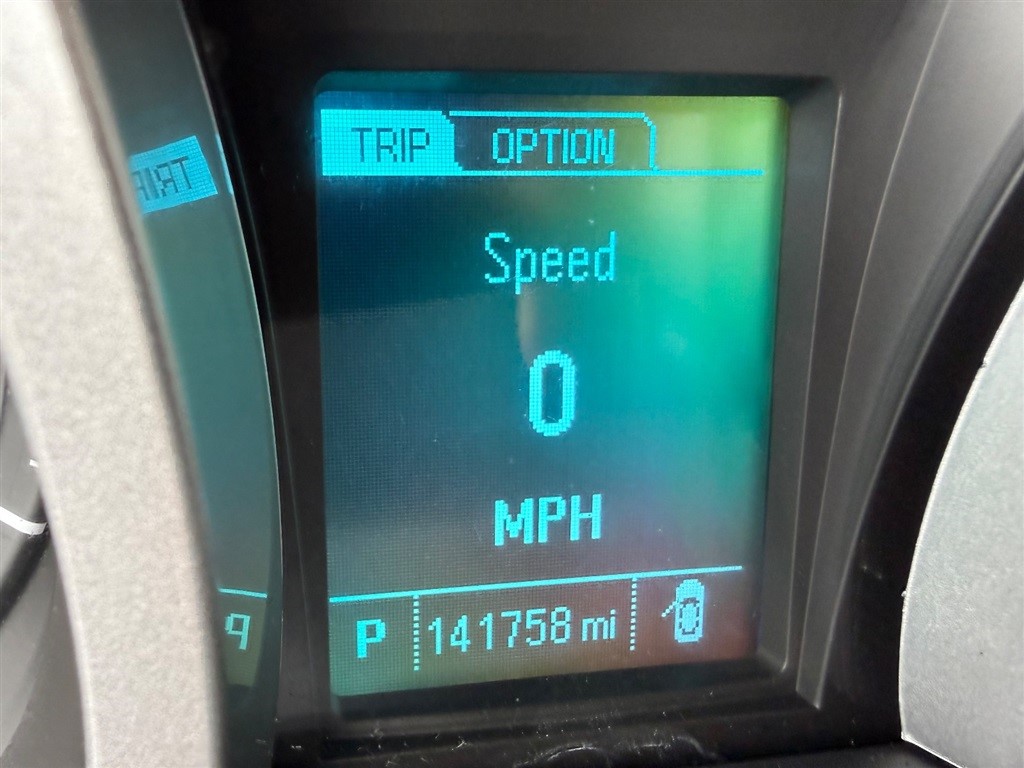 TRIP OPTION
Speed
0
MPH
P 141758 mi